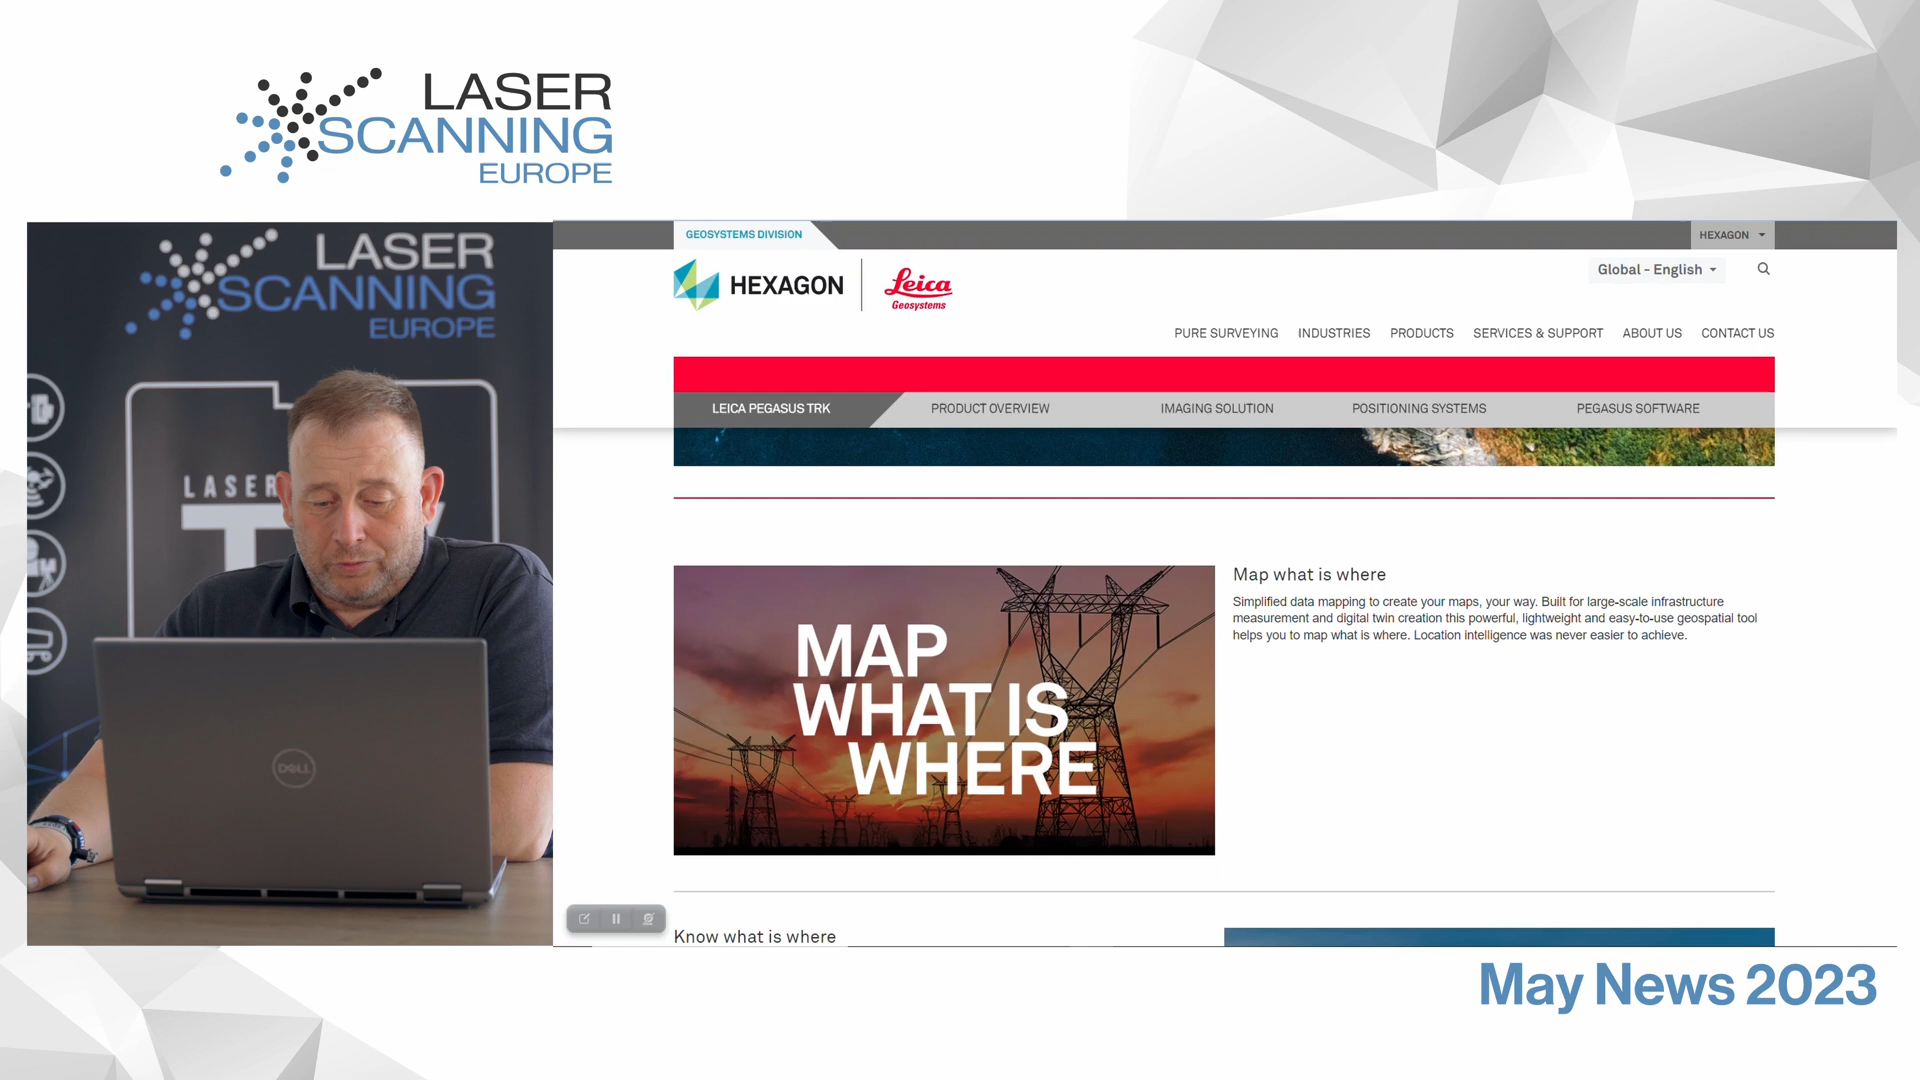 LASER
SCANNING
EUROPE
LASER
SCANNING
EUROPE
LASER
DELL
GEOSYSTEMS DIVISION
HEXAGON
HEXAGON
Leica
Geosystems
Global - English
PURE SURVEYING INDUSTRIES PRODUCTS SERVICES & SUPPORT ABOUT US CONTACT US
LEICA PEGASUS TRK PRODUCT OVERVIEW IMAGING SOLUTION POSITIONING SYSTEMS PEGASUS SOFTWARE
MAP
WHAT IS
WHERE
Map what is where
Simplified data mapping to create your maps, your way. Built for large-scale infrastructure
measurement and digital twin creation this powerful, lightweight and easy-to-use geospatial tool
helps you to map what is where. Location intelligence was never easier to achieve.
Know what is where
May News 2023